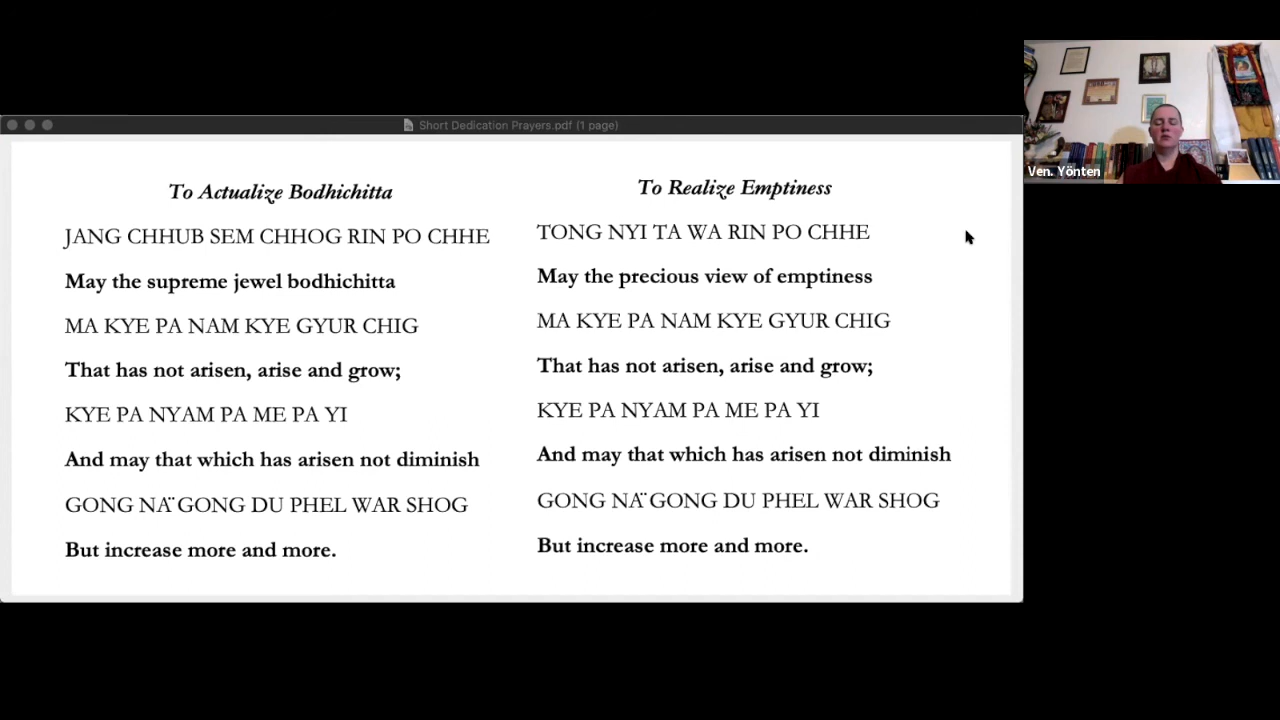 Short Dedication Prayers.pdf (1 page)
To Actualize Bodhichitta
JANG CHHUB SEM CHHOG RIN PO CHHE
May the supreme jewel bodhichitta
MA KYE PA NAM KYE GYUR CHIG
That has not arisen, arise and grow;
KYE PA NYAM PA ME PA YI
And may that which has arisen not diminish
GONG NA¨ GONG DU PHEL WAR SHOG
But increase more and more.
To Realize Emptiness
TONG NYI TA WA RIN PO CHHE
May the precious view of emptiness
MA KYE PA NAM KYE GYUR CHIG
That has not arisen, arise and grow;
KYE PA NYAM PA ME PA YI
And may that which has arisen not diminish
GONG NA¨ GONG DU PHEL WAR SHOG
But increase more and more.
Ven. Yönten